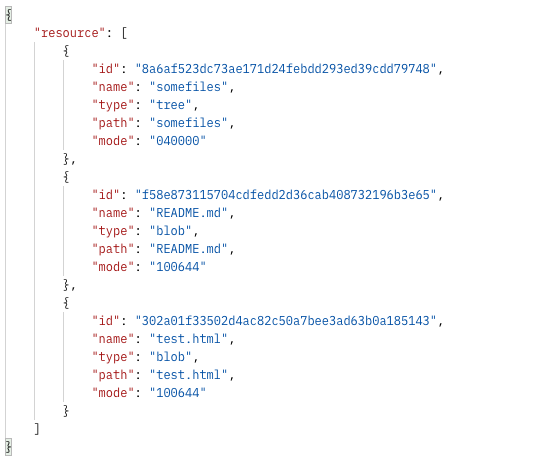 {
    "resource": [
        {
            "id": "8a6af523dc73ae171d24febdd293ed39cdd79748",
            "name": "somefiles",
            "type": "tree",
            "path": "somefiles",
            "mode": "040000"
        },
        {
            "id": "f58e873115704cdfedd2d36cab408732196b3e65",
            "name": "README.md",
            "type": "blob",
            "path": "README.md",
            "mode": "100644"
        },
        {
            "id": "302a01f33502d4ac82c50a7bee3ad63b0a185143",
            "name": "test.html",
            "type": "blob",
            "path": "test.html",
            "mode": "100644"
        }
    ]
}